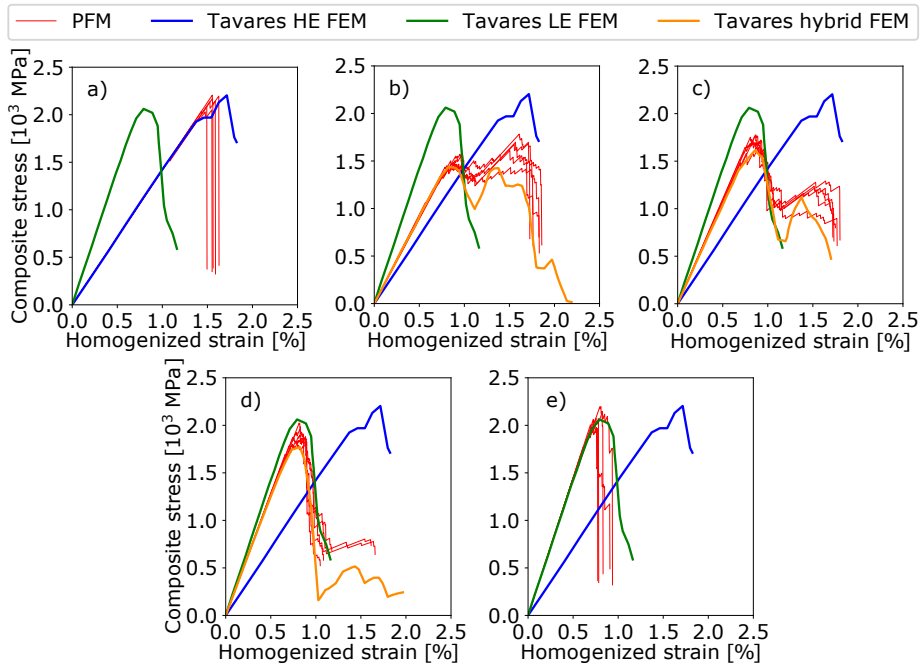 PFM Tavares HE FEM Tavares LE FEM Tavares hybrid FEM
Composite stress [10³ MPa]
2.5
2.0
1.5
1.0
0.5
0.0
a)
0.0 0.5 1.0 1.5 2.0 2.5
Homogenized strain [%]
2.5
2.0
1.5
1.0
0.5
0.0
b)
0.0 0.5 1.0 1.5 2.0 2.5
Homogenized strain [%]
2.5
2.0
1.5
1.0
0.5
0.0
c)
0.0 0.5 1.0 1.5 2.0 2.5
Homogenized strain [%]
Composite stress [10³ MPa]
2.5
2.0
1.5
1.0
0.5
0.0
d)
0.0 0.5 1.0 1.5 2.0 2.5
Homogenized strain [%]
2.5
2.0
1.5
1.0
0.5
0.0
e)
0.0 0.5 1.0 1.5 2.0 2.5
Homogenized strain [%]